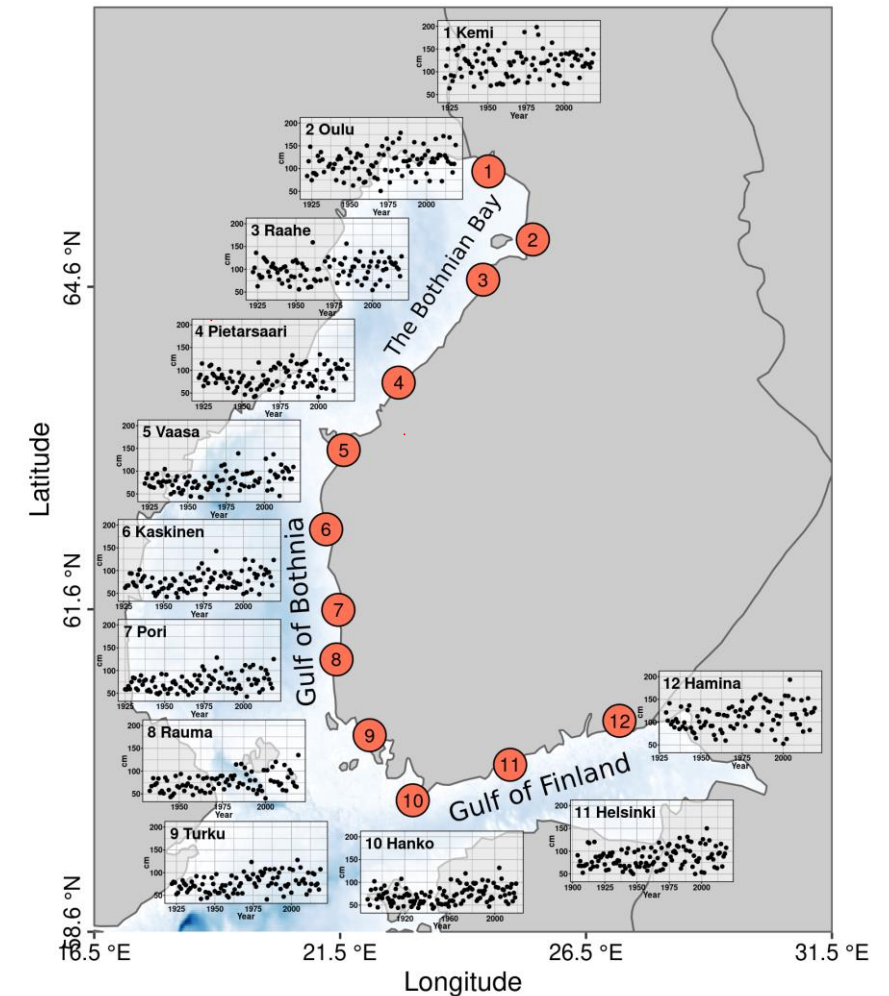 1 Kemi
200
150
100
50
cm
1925 1950 1975 2000
Year
2 Oulu
200
150
100
50
cm
1925 1950 1975 2000
Year
3 Raahe
200
150
100
50
cm
1925 1950 1975 2000
Year
4 Pietarsaari
200
150
100
50
cm
1925 1950 1975 2000
Year
5 Vaasa
200
150
100
50
cm
1925 1950 1975 2000
Year
6 Kaskinen
200
150
100
50
cm
1925 1950 1975 2000
Year
7 Pori
200
150
100
50
cm
1925 1950 1975 2000
Year
8 Rauma
200
150
100
50
cm
1950 1975 2000
Year
9 Turku
200
150
100
50
cm
1925 1950 1975 2000
Year
10 Hanko
200
150
100
50
cm
1920 1960 2000
Year
11 Helsinki
200
150
100
50
cm
1900 1925 1950 1975 2000
Year
12 Hamina
200
150
100
50
cm
1925 1950 1975 2000
Year
1
2
3
4
5
6
7
8
9
10
11
12
The Bothnian Bay
Gulf of Bothnia
Gulf of Finland
Latitude
64.6 °N
61.6 °N
58.6 °N
16.5 °E 21.5 °E 26.5 °E 31.5 °E
Longitude